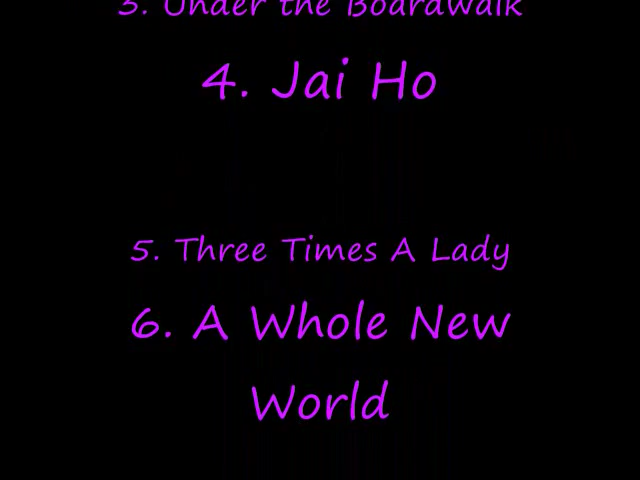 3. Under the Boardwalk
4. Jai Ho
5. Three Times A Lady
6. A Whole New
World